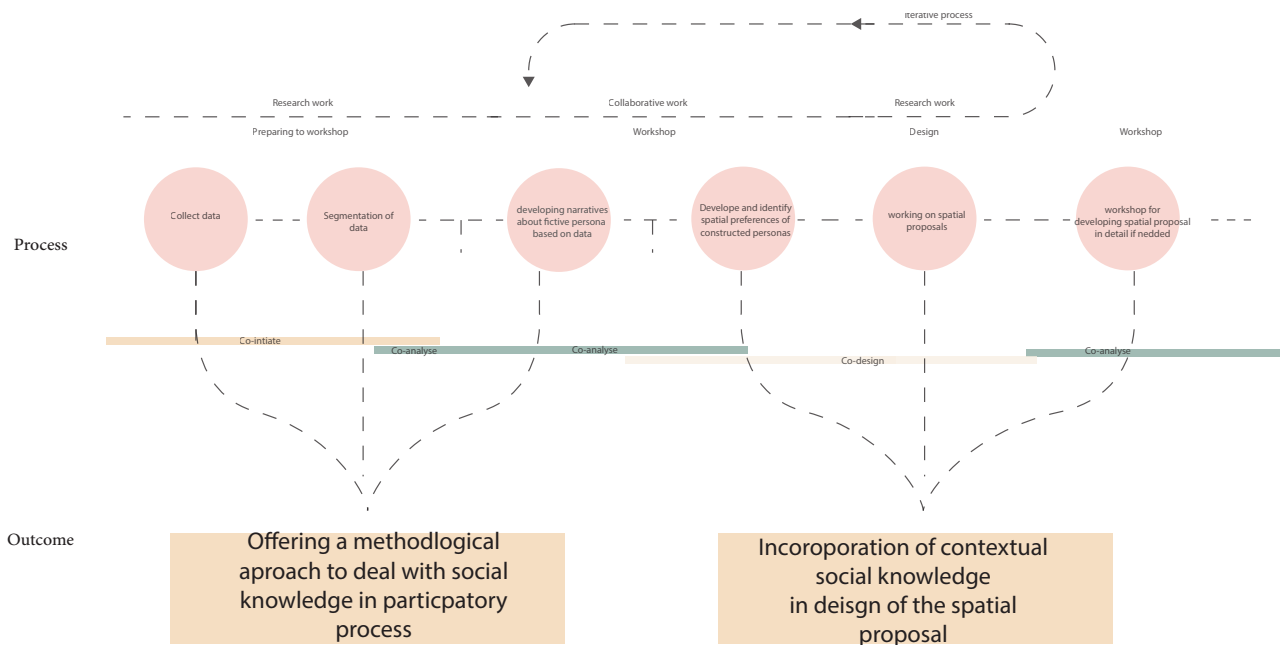 Iterative process
Research work
Collaborative work
Research work
Preparing to workshop
Workshop
Design
Workshop
Process
Collect data
Segmentation of
data
developing narratives
about fictive persona
based on data
Develope and identify
spatial preferences of
constructed personas
working on spatial
proposals
workshop for
developing spatial proposal
in detail if nedded
Co-intiate
Co-analyse
Co-analyse
Co-design
Co-analyse
Outcome
Offering a methodlogical
aproach to deal with social
knowledge in particpatory
process
Incoroporation of contextual
social knowledge
in deisgn of the spatial
proposal